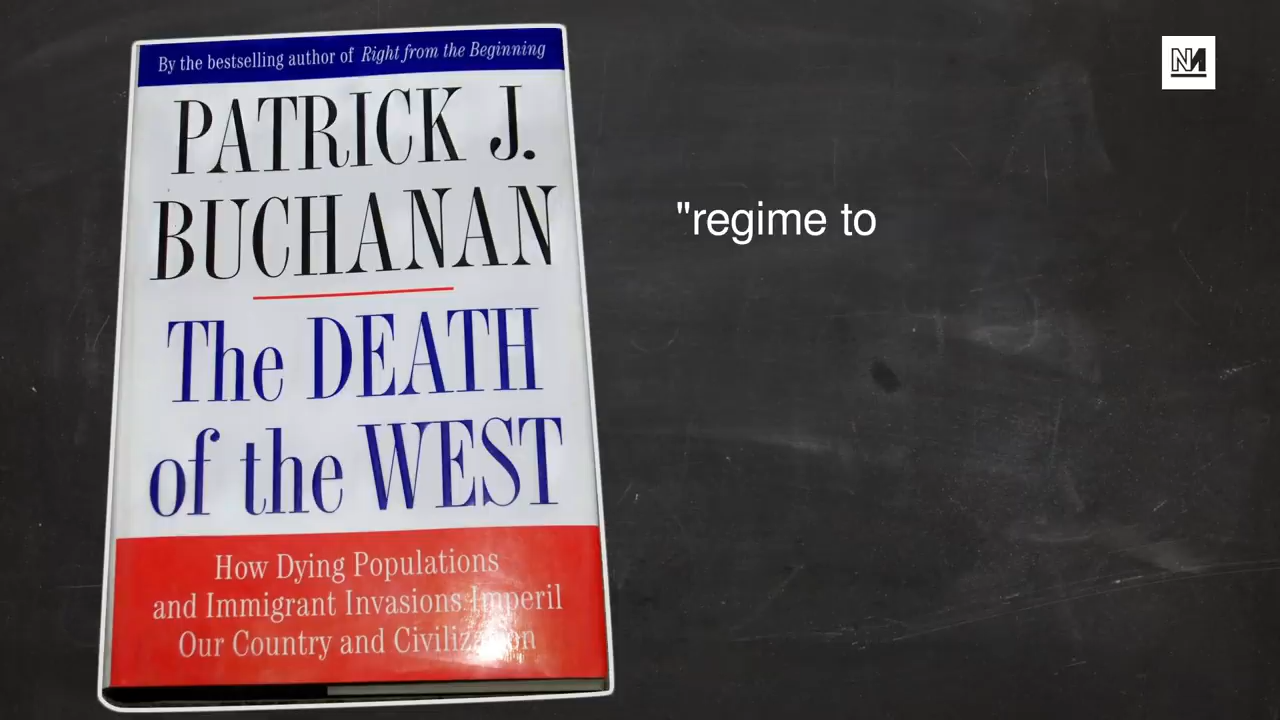 By the bestselling author of Right from the Beginning
PATRICK J.
BUCHANAN
The DEATH
of the WEST
How Dying Populations
and Immigrant Invasions Imperil
Our Country and Civilization
"regime to
NM